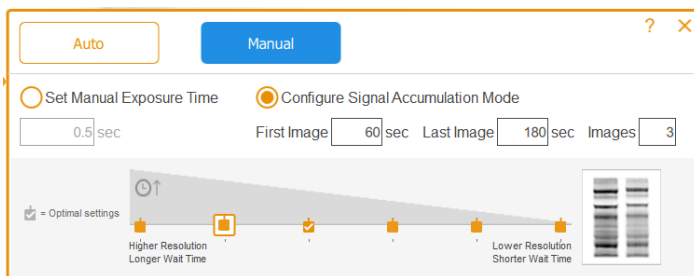 Auto
Manual
?
Set Manual Exposure Time
Configure Signal Accumulation Mode
0.5 sec
First Image 60 sec Last Image 180 sec Images 3
= Optimal settings
Higher Resolution
Longer Wait Time
Lower Resolution
Shorter Wait Time